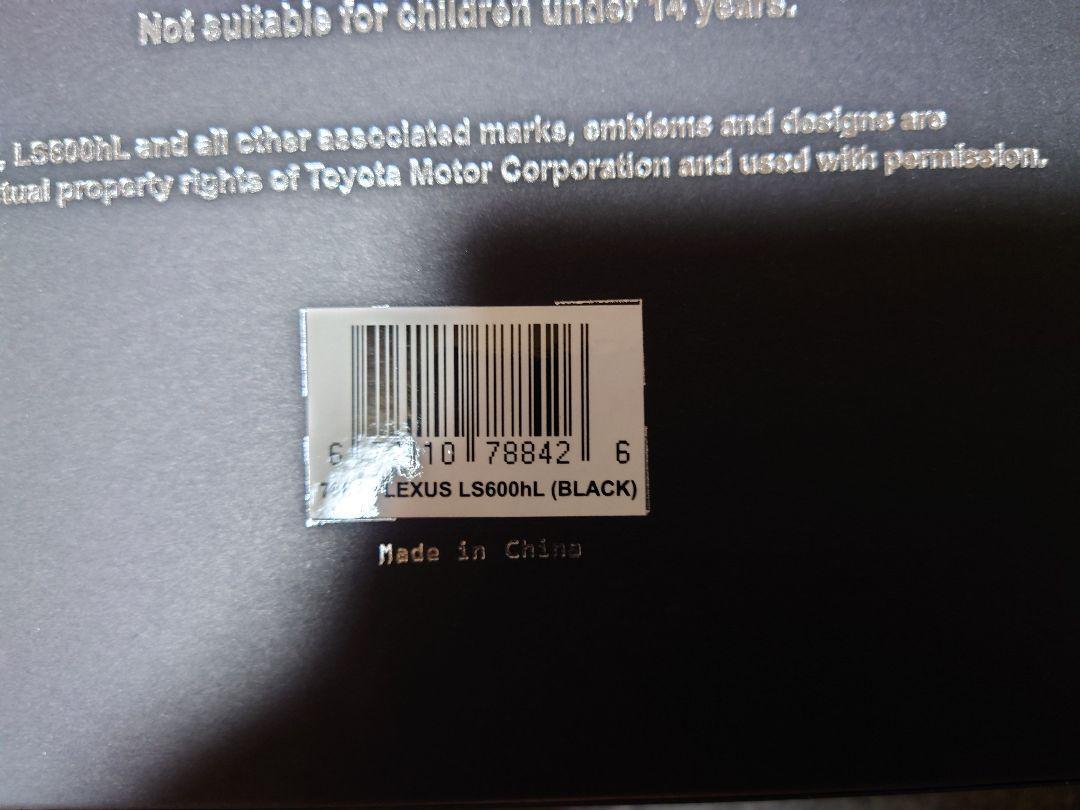 Not suitable for children under 14 years.
, LS600hL and all other associated marks, emblems and designs are
tual property rights of Toyota Motor Corporation and used with permission.
6 10 78842 6
LEXUS LS600hL (BLACK)
Made in China